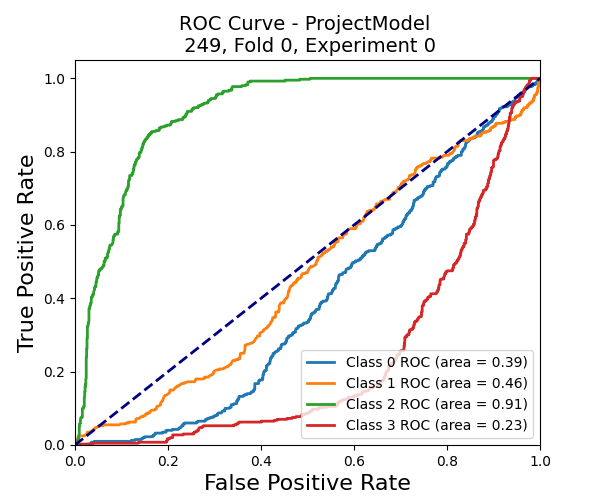 ROC Curve - ProjectModel
249, Fold 0, Experiment 0
True Positive Rate
1.0
0.8
0.6
0.4
0.2
0.0
0.0 0.2 0.4 0.6 0.8 1.0
False Positive Rate
Class 0 ROC (area = 0.39)
Class 1 ROC (area = 0.46)
Class 2 ROC (area = 0.91)
Class 3 ROC (area = 0.23)